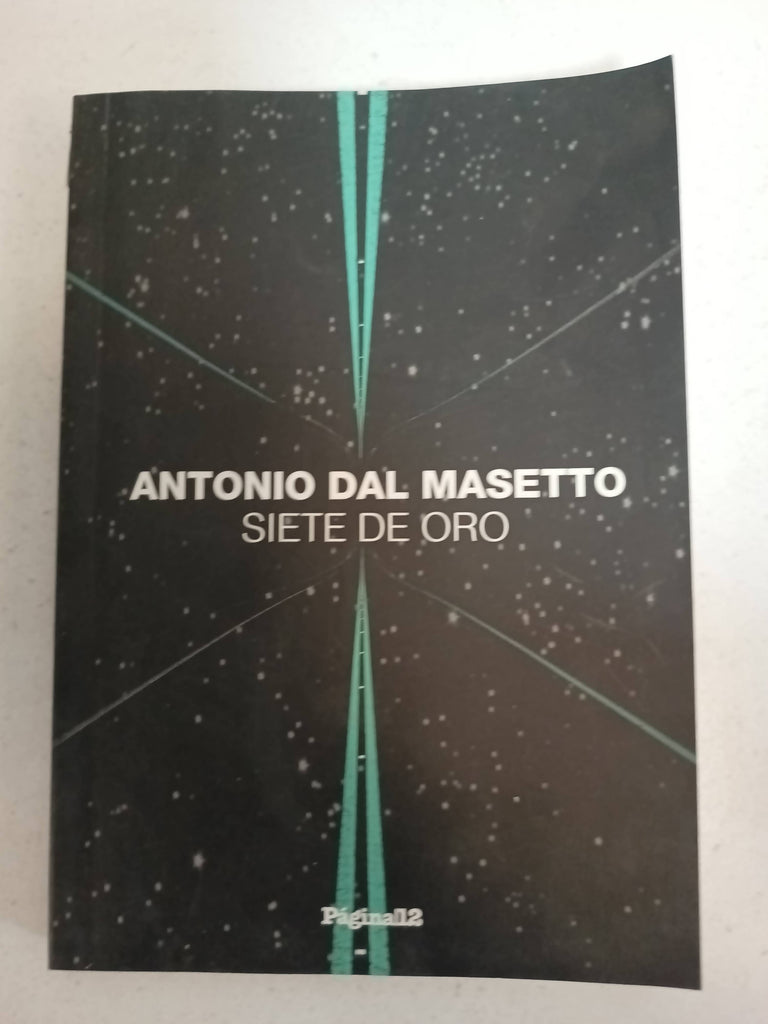 ANTONIO DAL MASETTO
SIETE DE ORO
Página12